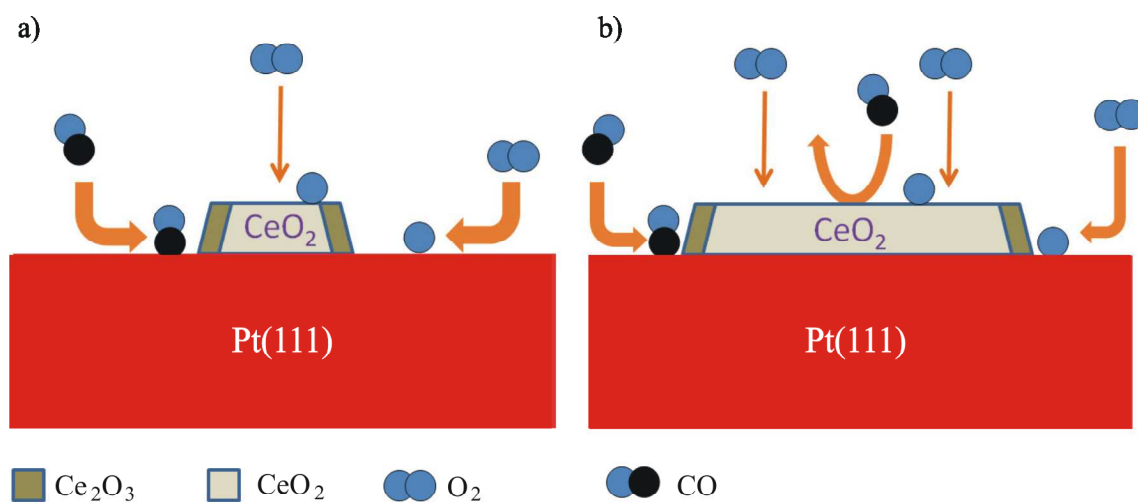 a)
b)
CeO₂
CeO₂
Pt(111)
Pt(111)
Ce₂O₃
CeO₂
O₂
CO